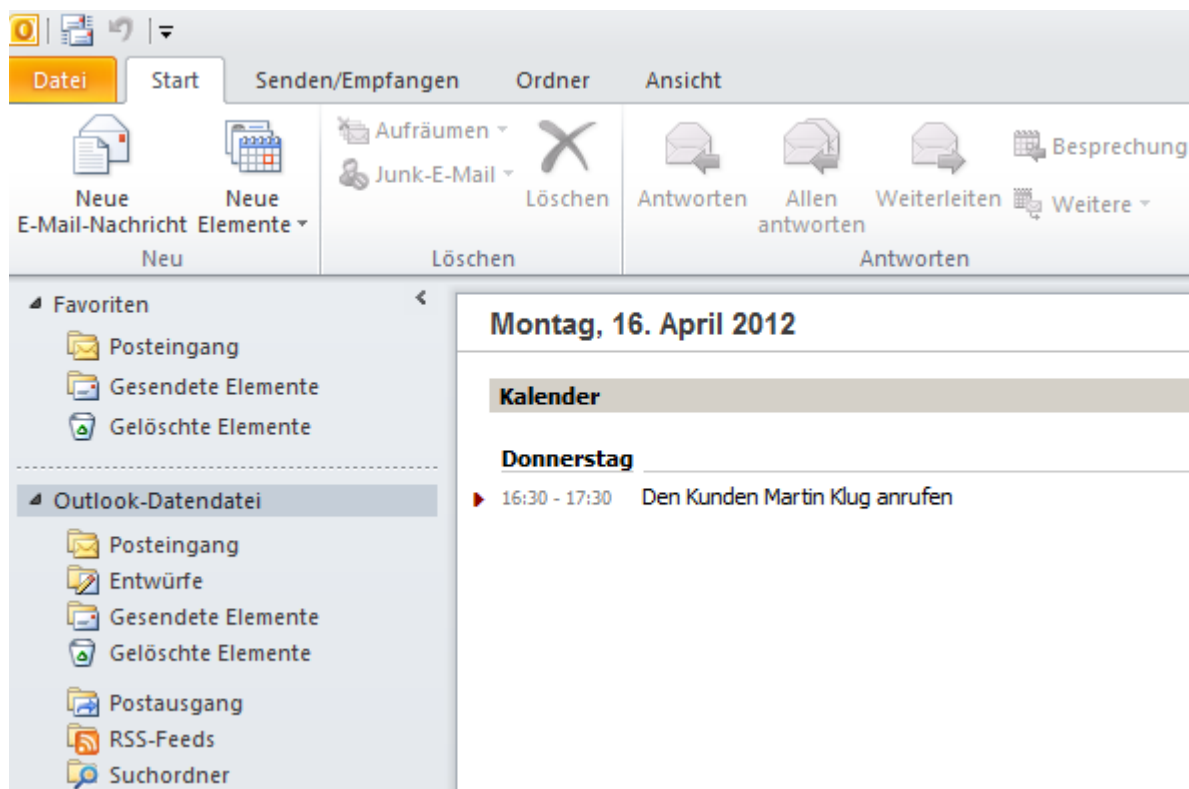 Datei Start Senden/Empfangen Ordner Ansicht
Neue
E-Mail-Nachricht
Neue
Elemente
Neu
Aufräumen
Junk-E-Mail
Löschen
Löschen
Antworten
Allen
antworten
Weiterleiten
Besprechung
Weitere
Antworten
Favoriten
Posteingang
Gesendete Elemente
Gelöschte Elemente
Outlook-Datendatei
Posteingang
Entwürfe
Gesendete Elemente
Gelöschte Elemente
Postausgang
RSS-Feeds
Suchordner
Montag, 16. April 2012
Kalender
Donnerstag
16:30 - 17:30 Den Kunden Martin Klug anrufen